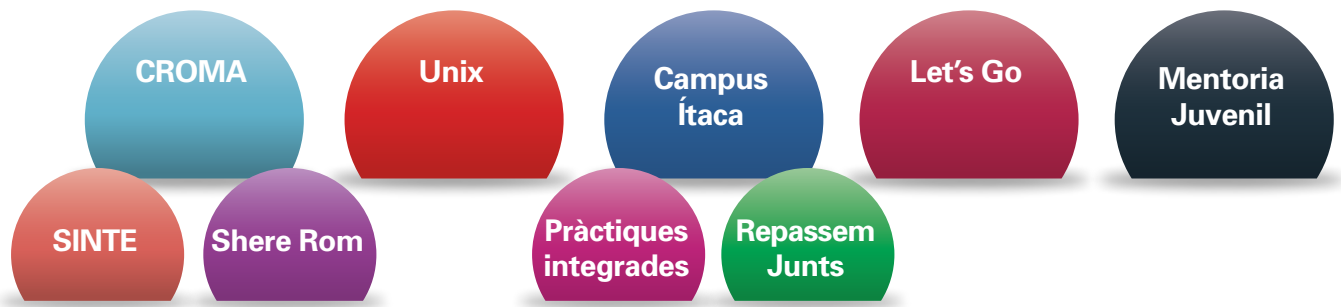 CROMA
Unix
Campus
Ítaca
Let's Go
Mentoria
Juvenil
SINTE
Shere Rom
Pràctiques
integrades
Repassem
Junts